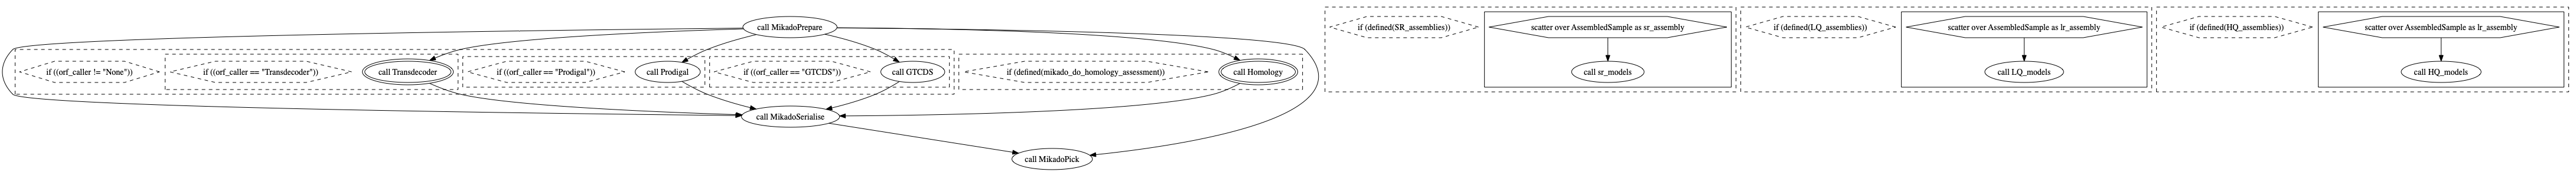 call MikadoPrepare
if (defined(SR_assemblies))
scatter over AssembledSample as sr_assembly
if (defined(LQ_assemblies))
scatter over AssembledSample as lr_assembly
if (defined(HQ_assemblies))
scatter over AssembledSample as lr_assembly
if ((orf_caller != "None"))
if ((orf_caller == "Transdecoder"))
call Transdecoder
if ((orf_caller == "Prodigal"))
call Prodigal
if ((orf_caller == "GTCDS"))
call GTCDS
if (defined(mikado_do_homology_assessment))
call Homology
call sr_models
call LQ_models
call HQ_models
call MikadoSerialise
call MikadoPick